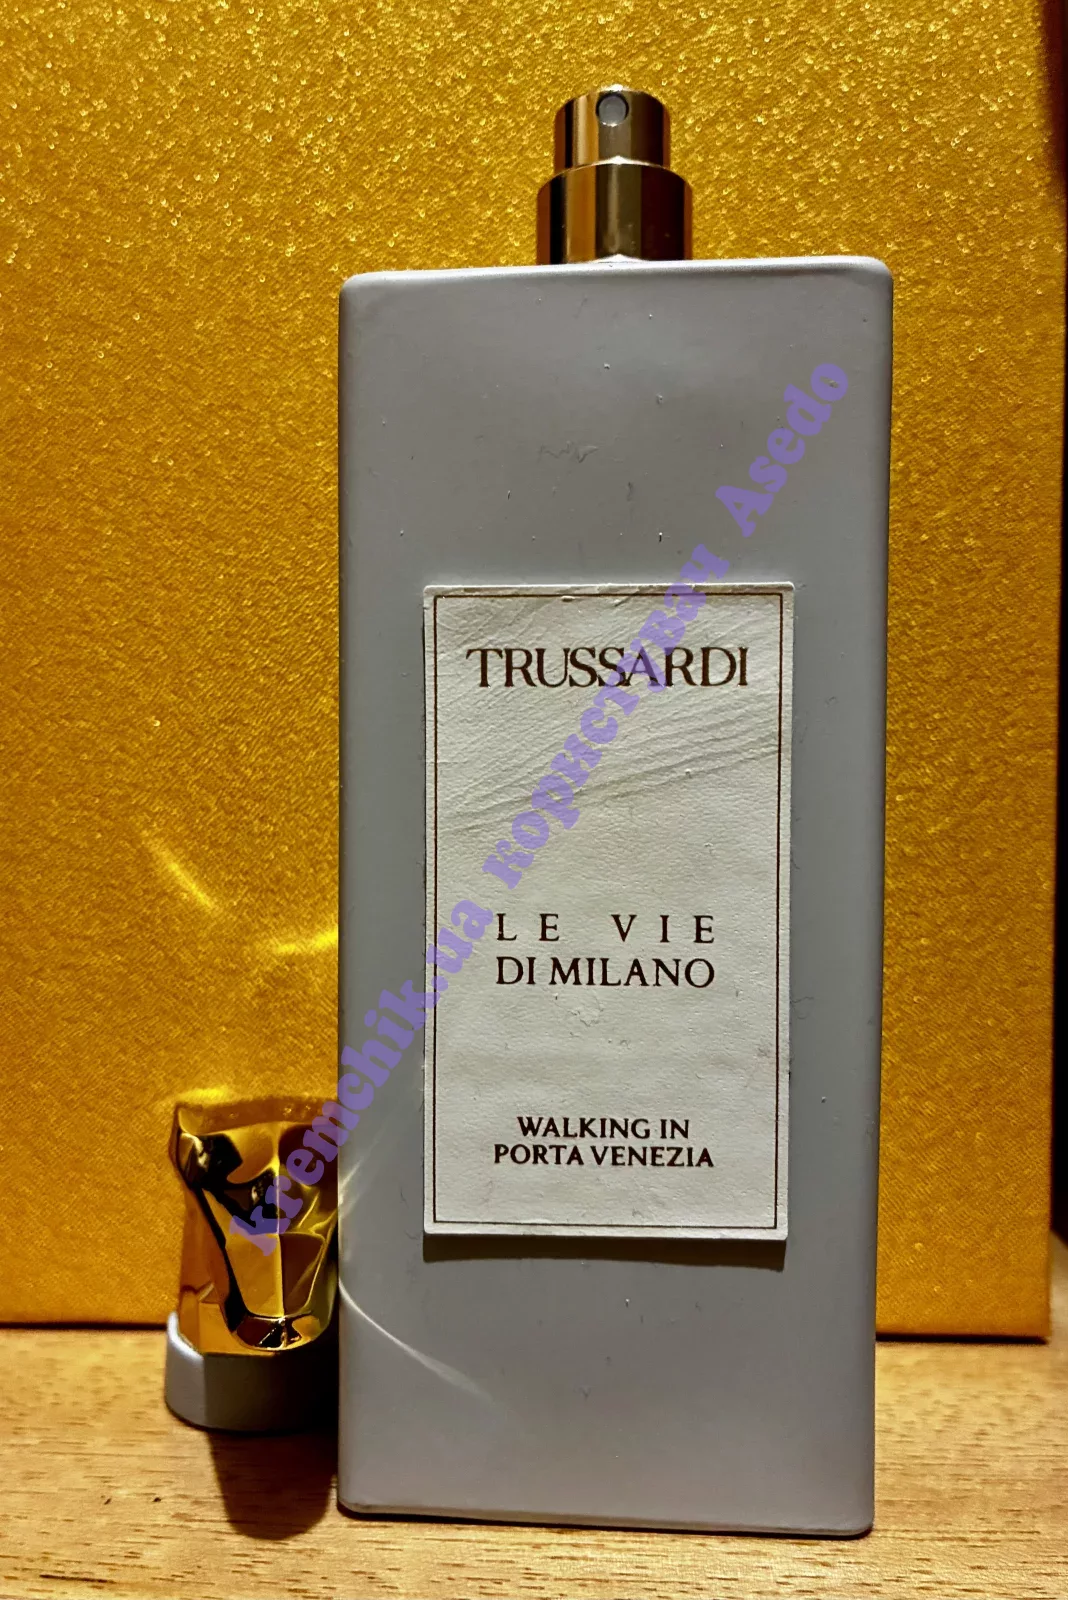 TRUSSARDI
LE VIE
DI MILANO
WALKING IN
PORTA VENEZIA
kremchik.ua користувач Asedo